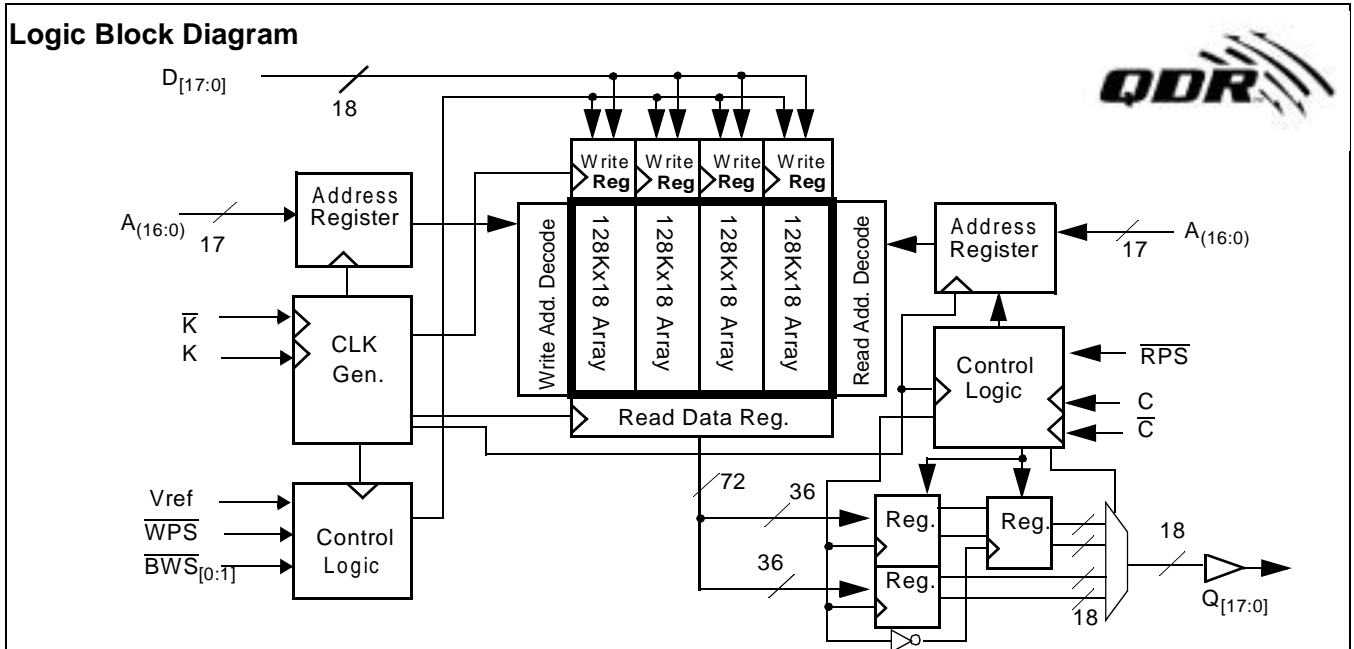 Logic Block Diagram
QDR
D[17:0]
18
Write Reg
Write Reg
Write Reg
Write Reg
Address
Register
A(16:0)
17
Write Add. Decode
128Kx18 Array
128Kx18 Array
128Kx18 Array
128Kx18 Array
Read Add. Decode
Address
Register
17
A(16:0)
K̅
K
CLK
Gen.
Control
Logic
R̅P̅S̅
C
C̅
Read Data Reg.
72
36
36
Vref
W̅P̅S̅
B̅W̅S̅[0:1]
Control
Logic
Reg.
Reg.
Reg.
18
18
Q[17:0]